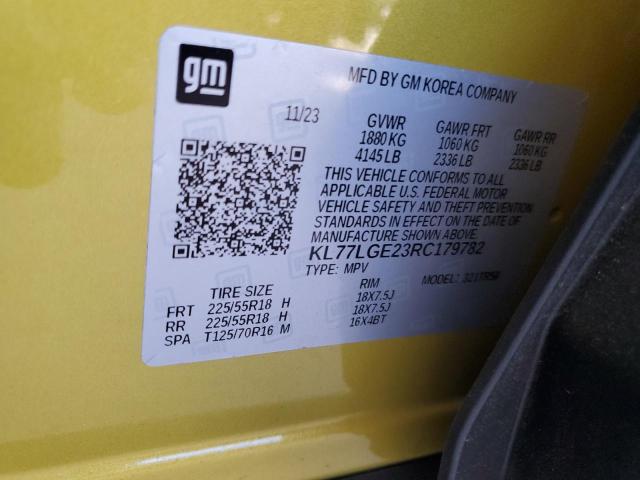 gm
MFD BY GM KOREA COMPANY
11/23 GVWR GAWR FRT GAWR RR
1880 KG 1060 KG 1060 KG
4145 LB 2336 LB 2336 LB
THIS VEHICLE CONFORMS TO ALL
APPLICABLE U.S. FEDERAL MOTOR
VEHICLE SAFETY AND THEFT PREVENTION
STANDARDS IN EFFECT ON THE DATE OF
MANUFACTURE SHOWN ABOVE.
KL77LGE23RC179782
TYPE: MPV MODEL:
TIRE SIZE RIM
FRT 225/55R18 H 18X7.5J
RR 225/55R18 H 18X7.5J
SPA T125/70R16 M 16X4BT